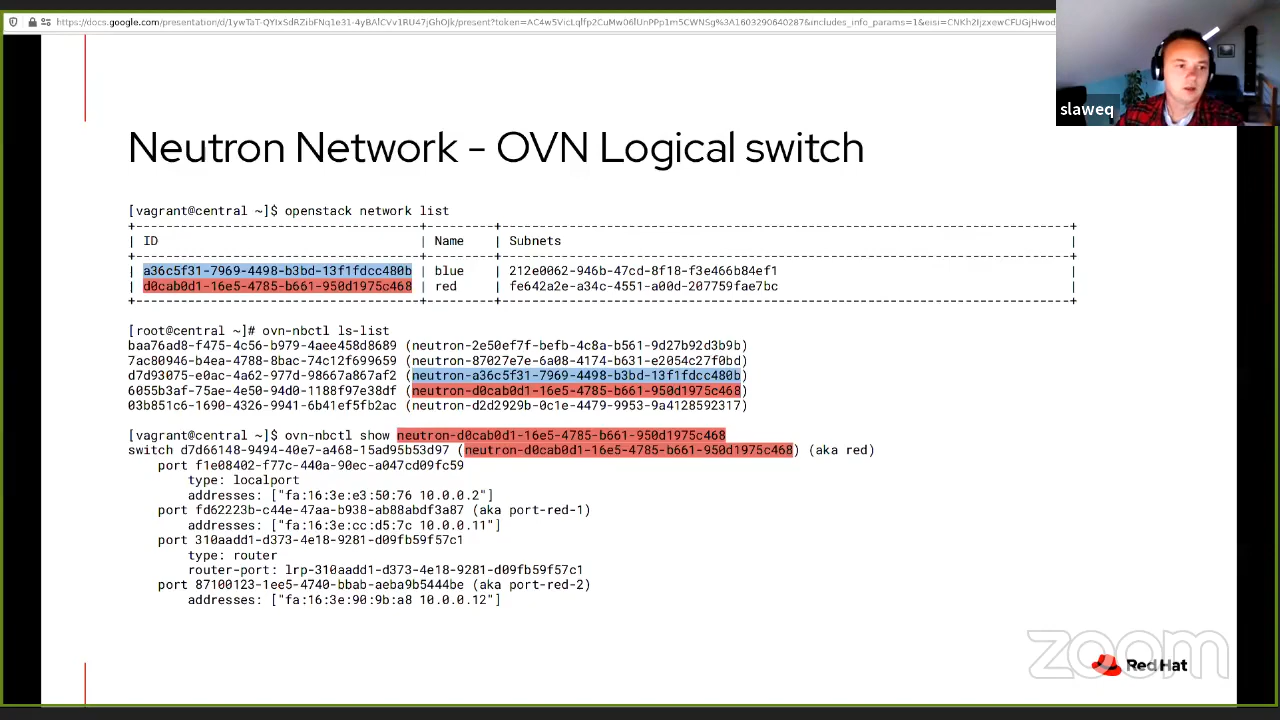 slaweq
Neutron Network - OVN Logical switch
[vagrant@central ~]$ openstack network list
+--------------------------------------+-------+--------------------------------------+
| ID | Name | Subnets |
+--------------------------------------+-------+--------------------------------------+
| a36c5f31-7969-4498-b3bd-13f1fdcc480b | blue | 212e0062-946b-47cd-8f18-f3e466b84ef1 |
| d0cab0d1-16e5-4785-b661-950d1975c468 | red | fe642a2e-a34c-4551-a00d-207759fae7bc |
+--------------------------------------+-------+--------------------------------------+
[root@central ~]# ovn-nbctl ls-list
baa76ad8-f475-4c56-b979-4aee458d8689 (neutron-2e50ef7f-befb-4c8a-b561-9d27b92d3b9b)
7ac80946-b4ea-4788-8bac-74c12f699659 (neutron-87027e7e-6a08-4174-b631-e2054c27f0bd)
d7d93075-e0ac-4a62-977d-98667a867af2 (neutron-a36c5f31-7969-4498-b3bd-13f1fdcc480b)
6055b3af-75ae-4e50-94d0-1188f97e38df (neutron-d0cab0d1-16e5-4785-b661-950d1975c468)
03b851c6-1690-4326-9941-6b41ef5fb2ac (neutron-d2d2929b-0c1e-4479-9953-9a4128592317)
[vagrant@central ~]$ ovn-nbctl show neutron-d0cab0d1-16e5-4785-b661-950d1975c468
switch d7d66148-9494-40e7-a468-15ad95b53d97 (neutron-d0cab0d1-16e5-4785-b661-950d1975c468) (aka red)
port f1e08402-f77c-440a-90ec-a047cd09fc59
type: localport
addresses: ["fa:16:3e:e3:50:76 10.0.0.2"]
port fd62223b-c44e-47aa-b938-ab88abdf3a87 (aka port-red-1)
addresses: ["fa:16:3e:cc:d5:7c 10.0.0.11"]
port 310aadd1-d373-4e18-9281-d09fb59f57c1
type: router
router-port: lrp-310aadd1-d373-4e18-9281-d09fb59f57c1
port 87100123-1ee5-4740-bbab-aeba9b5444be (aka port-red-2)
addresses: ["fa:16:3e:90:9b:a8 10.0.0.12"]
zoom
Red Hat